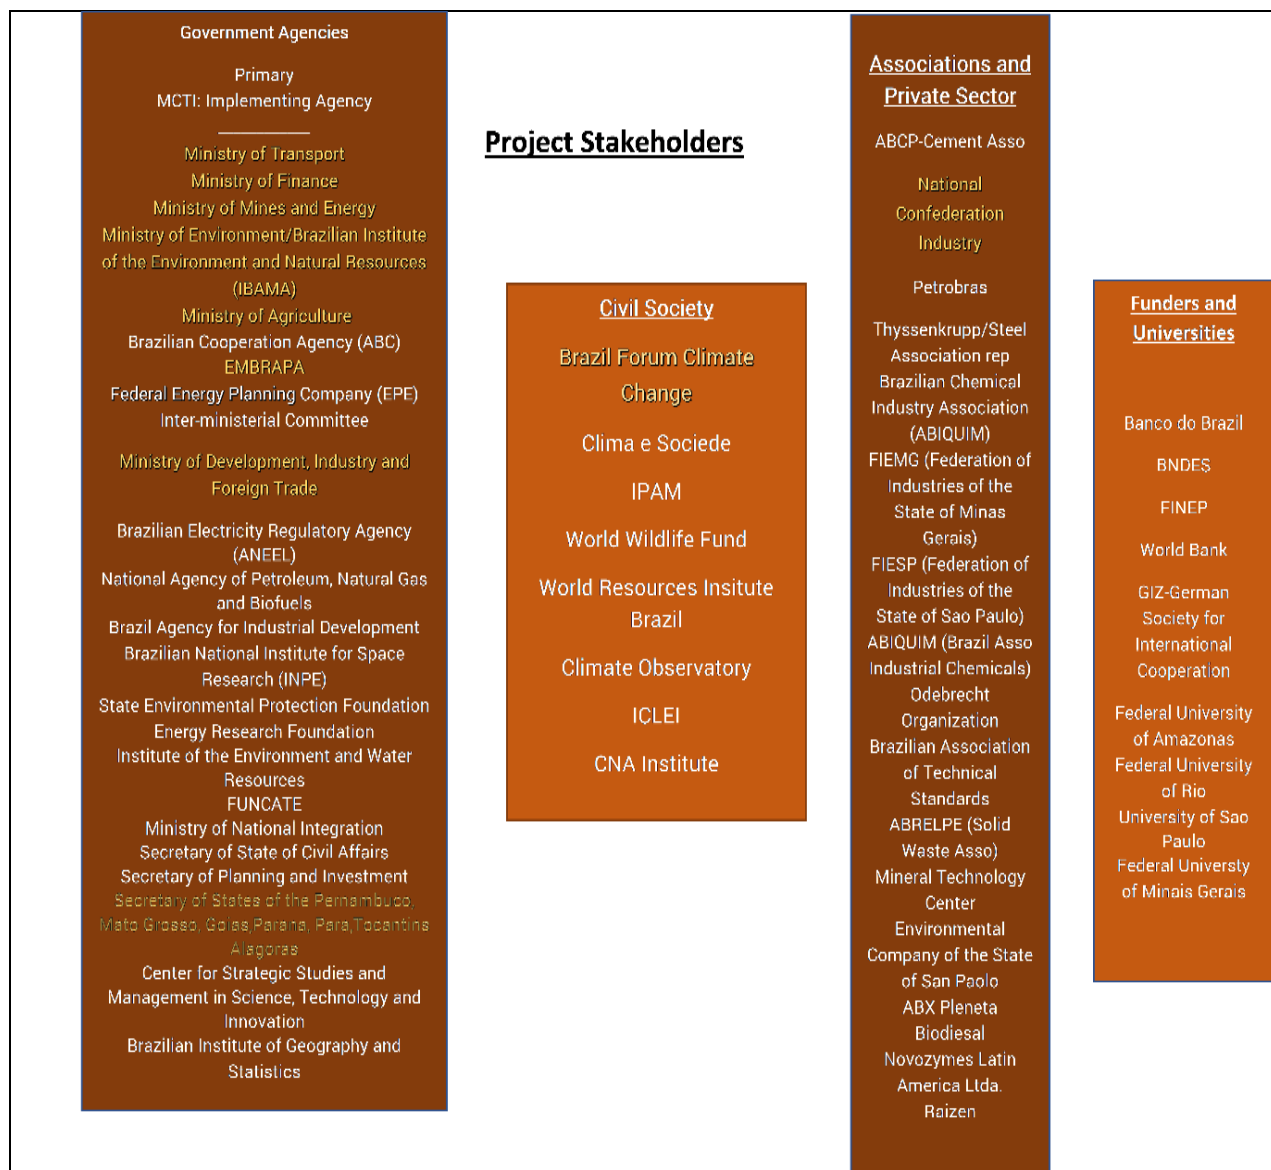 Government Agencies
Primary
MCTI: Implementing Agency
Ministry of Transport
Ministry of Finance
Ministry of Mines and Energy
Ministry of Environment/Brazilian Institute
of the Environment and Natural Resources
(IBAMA)
Ministry of Agriculture
Brazilian Cooperation Agency (ABC)
EMBRAPA
Federal Energy Planning Company (EPE)
Inter-ministerial Committee
Ministry of Development, Industry and
Foreign Trade
Brazilian Electricity Regulatory Agency
(ANEEL)
National Agency of Petroleum, Natural Gas
and Biofuels
Brazil Agency for Industrial Development
Brazilian National Institute for Space
Research (INPE)
State Environmental Protection Foundation
Energy Research Foundation
Institute of the Environment and Water
Resources
FUNCATE
Ministry of National Integration
Secretary of State of Civil Affairs
Secretary of Planning and Investment
Secretary of States of the Pernambuco,
Mato Grosso, Goias,Parana, Para,Tocantins
Alagoras
Center for Strategic Studies and
Management in Science, Technology and
Innovation
Brazilian Institute of Geography and
Statistics
Project Stakeholders
Civil Society
Brazil Forum Climate
Change
Clima e Sociede
IPAM
World Wildlife Fund
World Resources Insitute
Brazil
Climate Observatory
ICLEI
CNA Institute
Associations and
Private Sector
ABCP-Cement Asso
National
Confederation
Industry
Petrobras
Thyssenkrupp/Steel
Association rep
Brazilian Chemical
Industry Association
(ABIQUIM)
FIEMG (Federation of
Industries of the
State of Minas
Gerais)
FIESP (Federation of
Industries of the
State of Sao Paulo)
ABIQUIM (Brazil Asso
Industrial Chemicals)
Odebrecht
Organization
Brazilian Association
of Technical
Standards
ABRELPE (Solid
Waste Asso)
Mineral Technology
Center
Environmental
Company of the State
of San Paolo
ABX Pleneta
Biodiesal
Novozymes Latin
America Ltda.
Raizen
Funders and
Universities
Banco do Brazil
BNDES
FINEP
World Bank
GIZ-German
Society for
International
Cooperation
Federal University
of Amazonas
Federal University
of Rio
University of Sao
Paulo
Federal Universty
of Minais Gerais